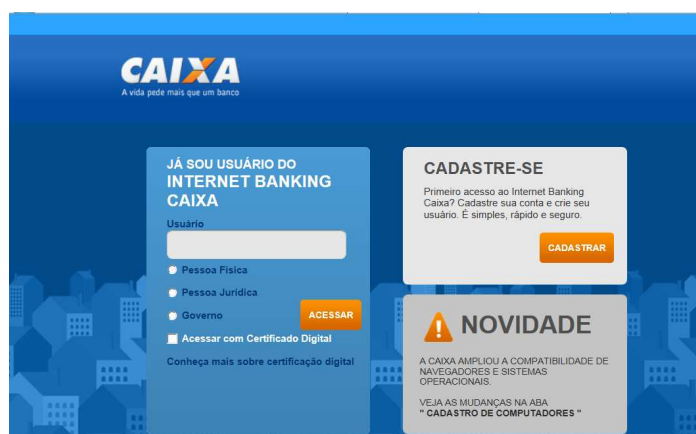 CAIXA
A vida pede mais que um banco
JÁ SOU USUÁRIO DO
INTERNET BANKING
CAIXA
Usuário
Pessoa Física
Pessoa Jurídica
Governo
ACESSAR
Acessar com Certificado Digital
Conheça mais sobre certificação digital
CADASTRE-SE
Primeiro acesso ao Internet Banking
Caixa? Cadastre sua conta e crie seu
usuário. É simples, rápido e seguro.
CADASTRAR
NOVIDADE
A CAIXA AMPLIOU A COMPATIBILIDADE DE
NAVEGADORES E SISTEMAS
OPERACIONAIS.
VEJA AS MUDANÇAS NA ABA
" CADASTRO DE COMPUTADORES "